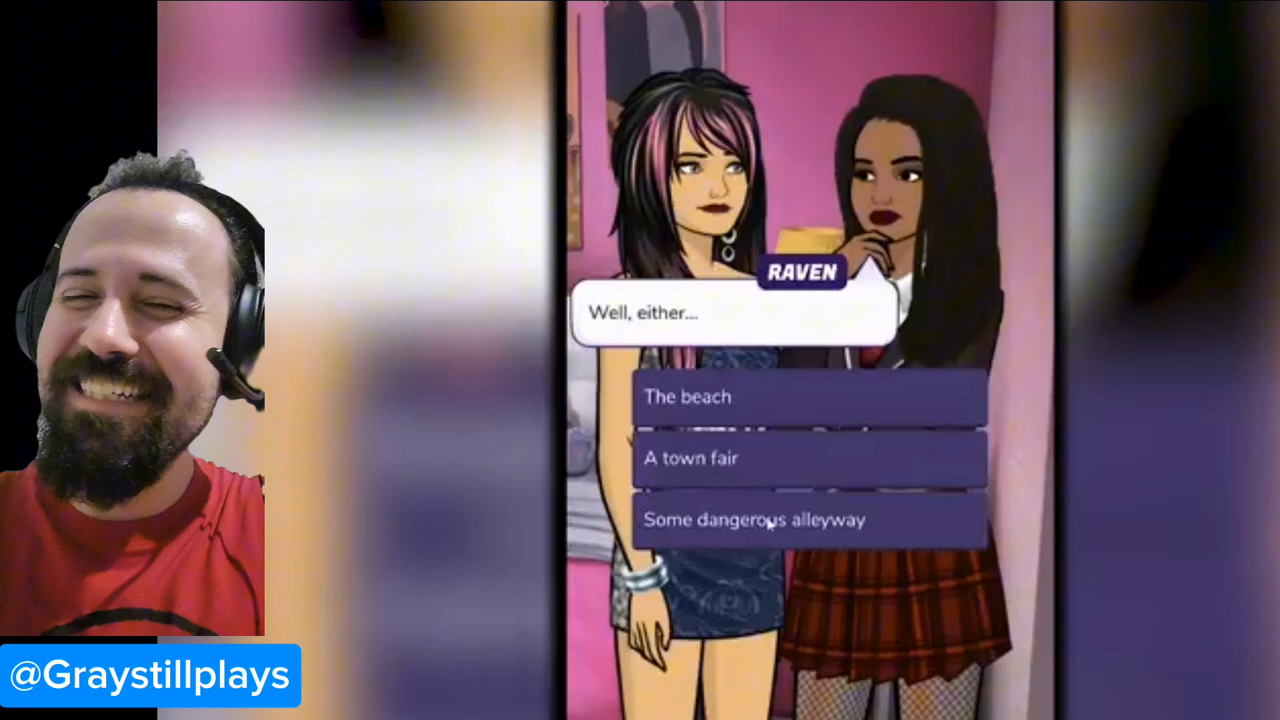 RAVEN
Well, either....
The beach
A town fair
Some dangerous alleyway
@Graystillplays